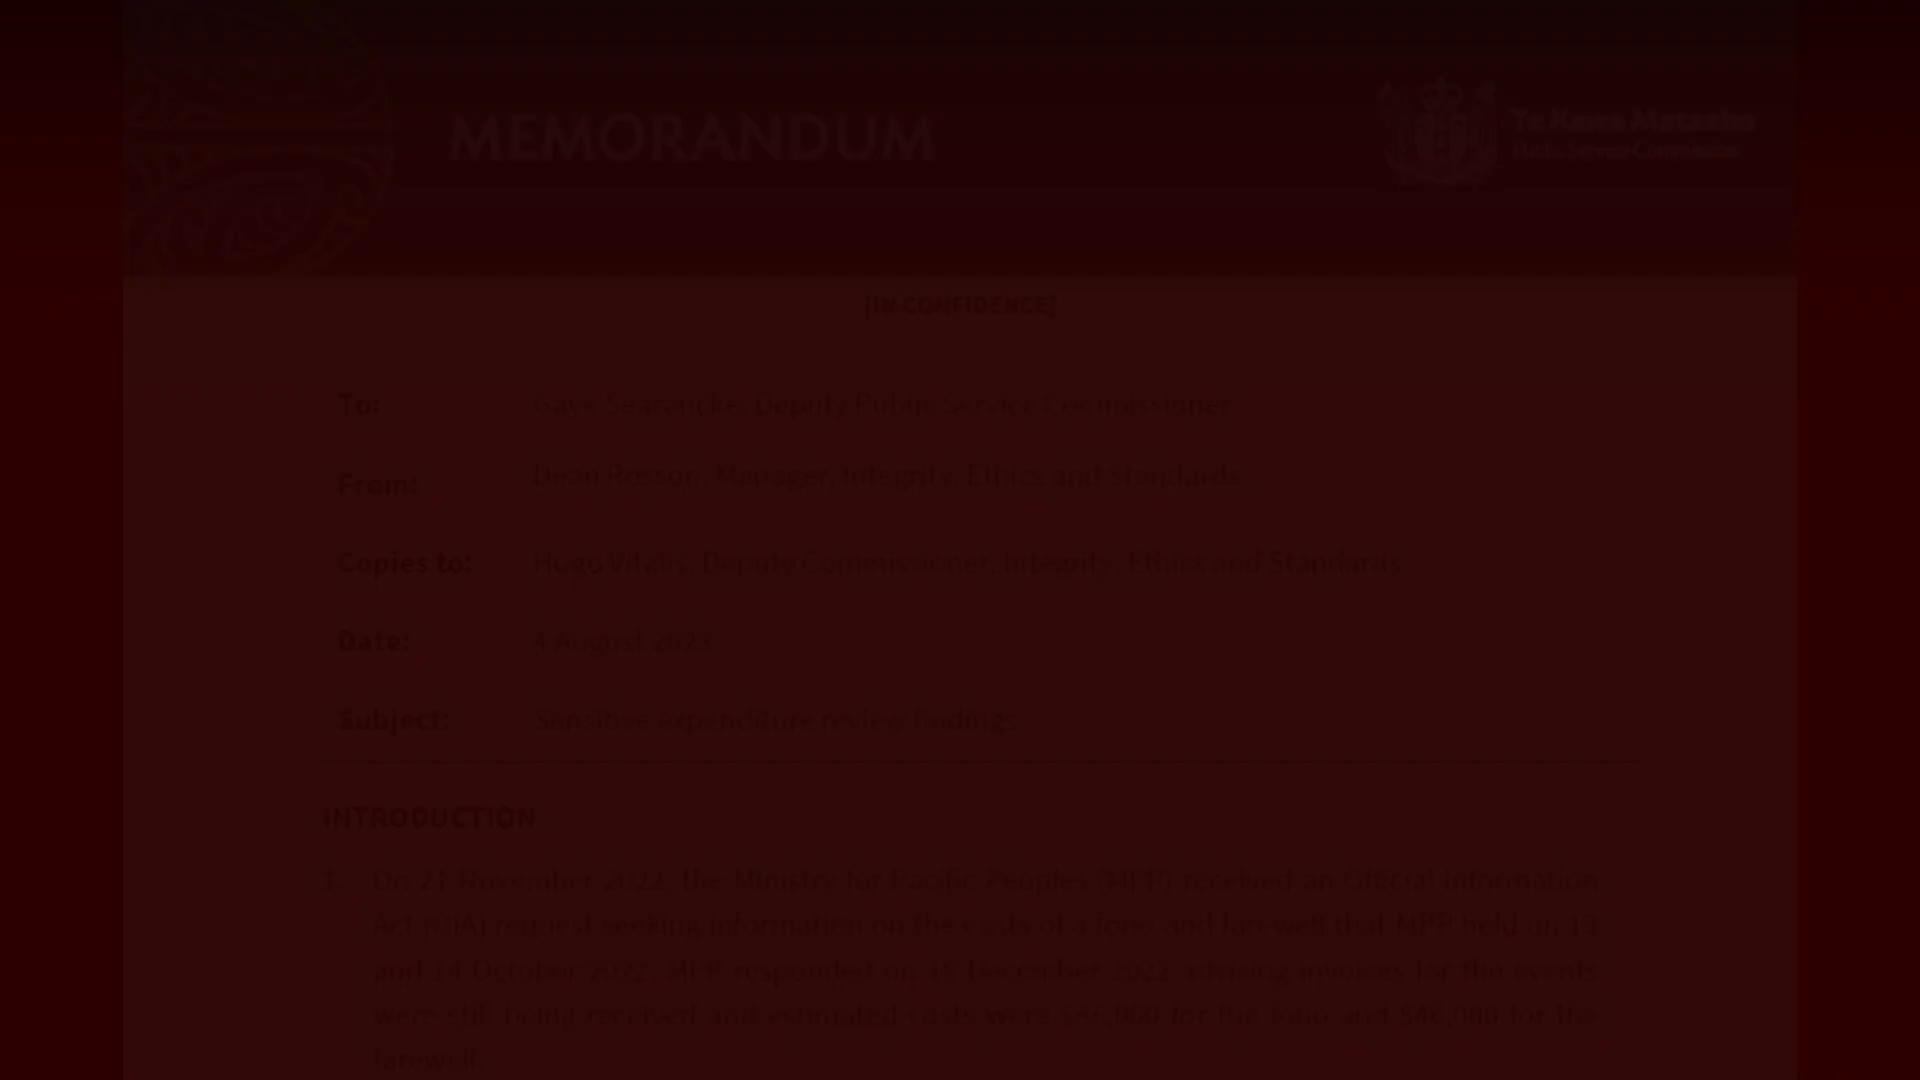 MEMORANDUM
Te Kawa Mataaho
Public Service Commission
[IN CONFIDENCE]
To: Gaye Searancke, Deputy Public Service Commissioner
From: Dean Rosson, Manager, Integrity, Ethics and Standards
Copies to: Hugo Vitalis, Deputy Commissioner, Integrity, Ethics and Standards
Date: 4 August 2023
Subject: Sensitive expenditure review findings
INTRODUCTION
1. On 21 November 2022, the Ministry for Pacific Peoples (MPP) received an Official Information
Act (OIA) request seeking information on the costs of a fono and farewell that MPP held on 13
and 14 October 2022. MPP responded on 16 December 2022 advising invoices for the events
were still being received and estimated costs were for the fono and $46,000 for the
farewell.